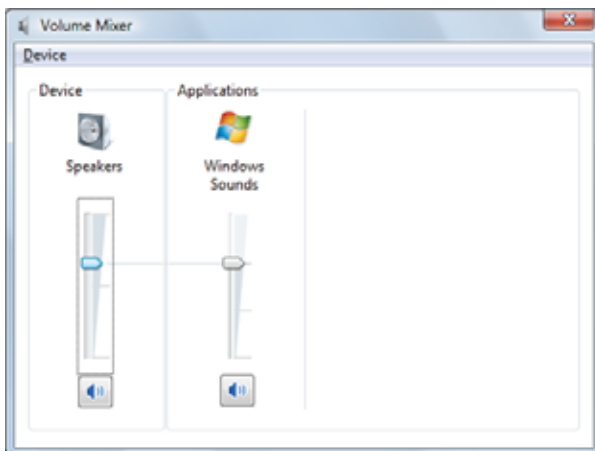 Volume Mixer
Device
Device
Applications
Speakers
Windows
Sounds